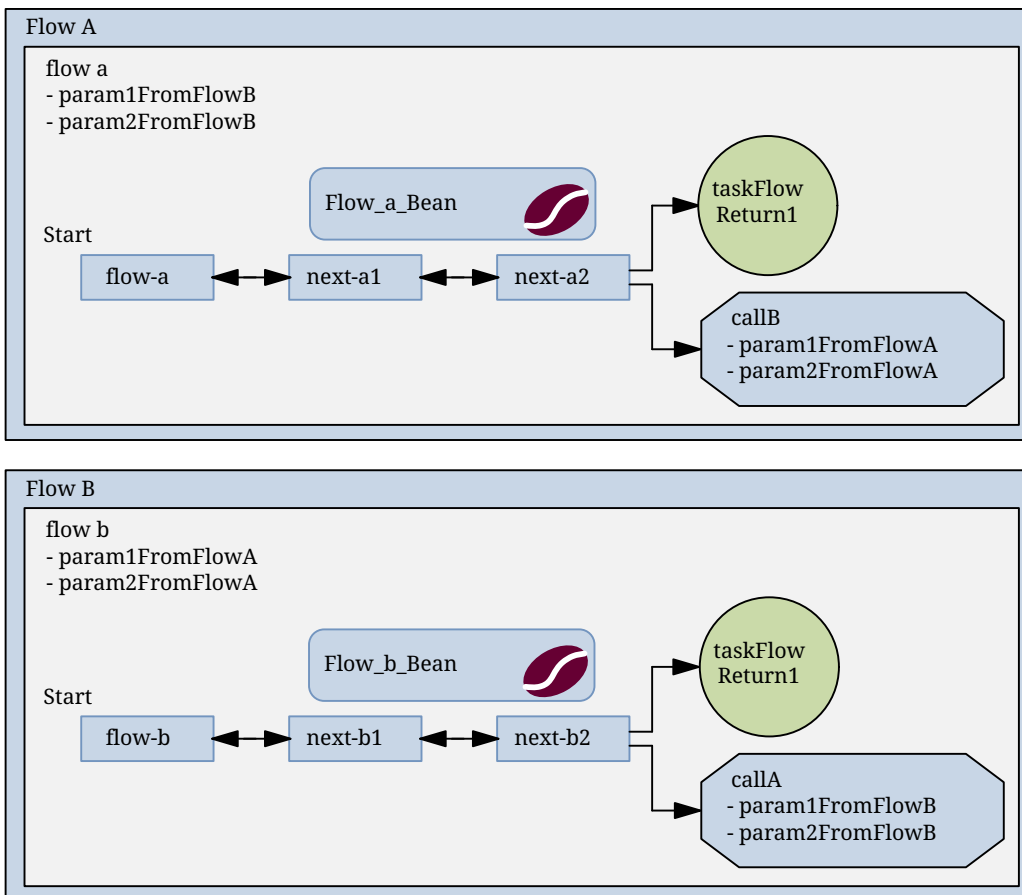 Flow A
flow a
- param1FromFlowB
- param2FromFlowB
Flow_a_Bean
taskFlow
Return1
Start
flow-a
next-a1
next-a2
callB
- param1FromFlowA
- param2FromFlowA
Flow B
flow b
- param1FromFlowA
- param2FromFlowA
Flow_b_Bean
taskFlow
Return1
Start
flow-b
next-b1
next-b2
callA
- param1FromFlowB
- param2FromFlowB